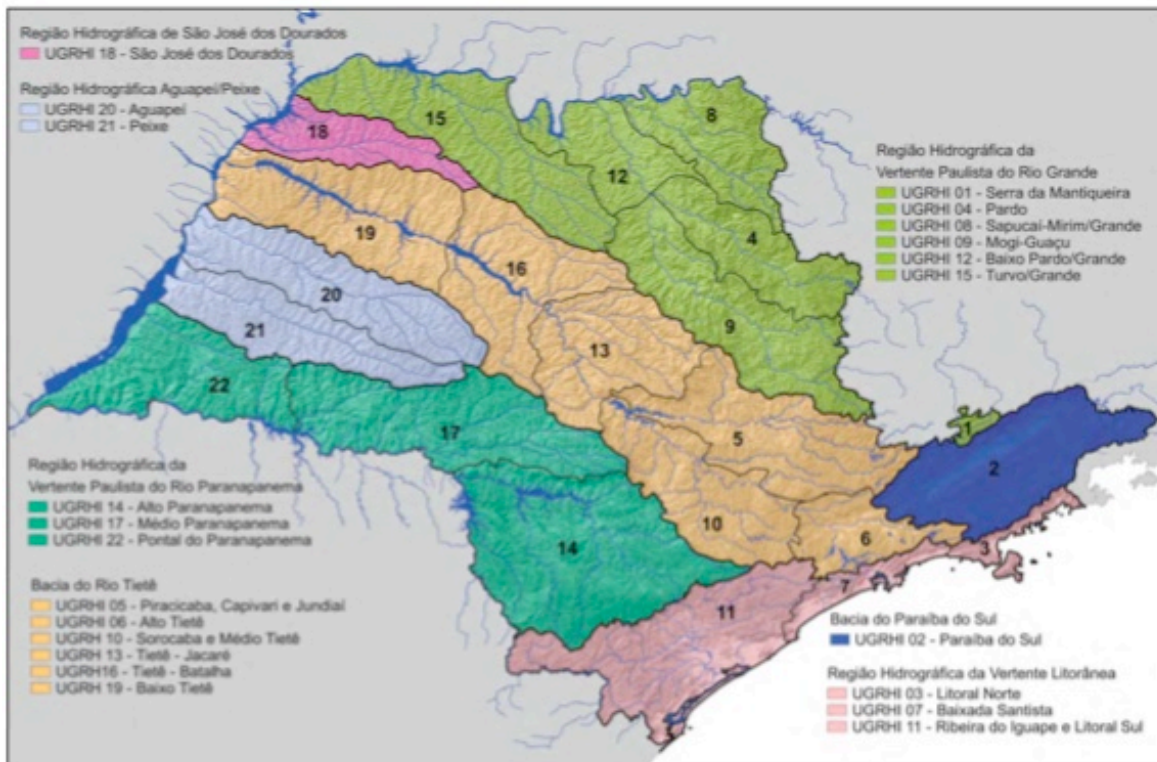 Região Hidrográfica de São José dos Dourados
UGRHI 18 - São José dos Dourados
Região Hidrográfica Aguapeí/Peixe
UGRHI 20 - Aguapeí
UGRHI 21 - Peixe
Região Hidrográfica da
Vertente Paulista do Rio Grande
UGRHI 01 - Serra da Mantiqueira
UGRHI 04 - Pardo
UGRHI 08 - Sapucaí-Mirim/Grande
UGRHI 09 - Mogi-Guaçu
UGRHI 12 - Baixo Pardo/Grande
UGRHI 15 - Turvo/Grande
8
15
18
12
4
19
16
20
9
21
13
22
17
5
1
2
10
6
14
3
7
11
Região Hidrográfica da
Vertente Paulista do Rio Paranapanema
UGRHI 14 - Alto Paranapanema
UGRHI 17 - Médio Paranapanema
UGRHI 22 - Pontal do Paranapanema
Bacia do Rio Tietê
UGRHI 05 - Piracicaba, Capivari e Jundiaí
UGRHI 06 - Alto Tietê
UGRH 10 - Sorocaba e Médio Tietê
UGRH 13 - Tietê - Jacaré
UGRH16 - Tietê - Batalha
UGRH 19 - Baixo Tietê
Bacia do Paraíba do Sul
UGRHI 02 - Paraíba do Sul
Região Hidrográfica da Vertente Litorânea
UGRHI 03 - Litoral Norte
UGRHI 07 - Baixada Santista
UGRHI 11 - Ribeira do Iguape e Litoral Sul